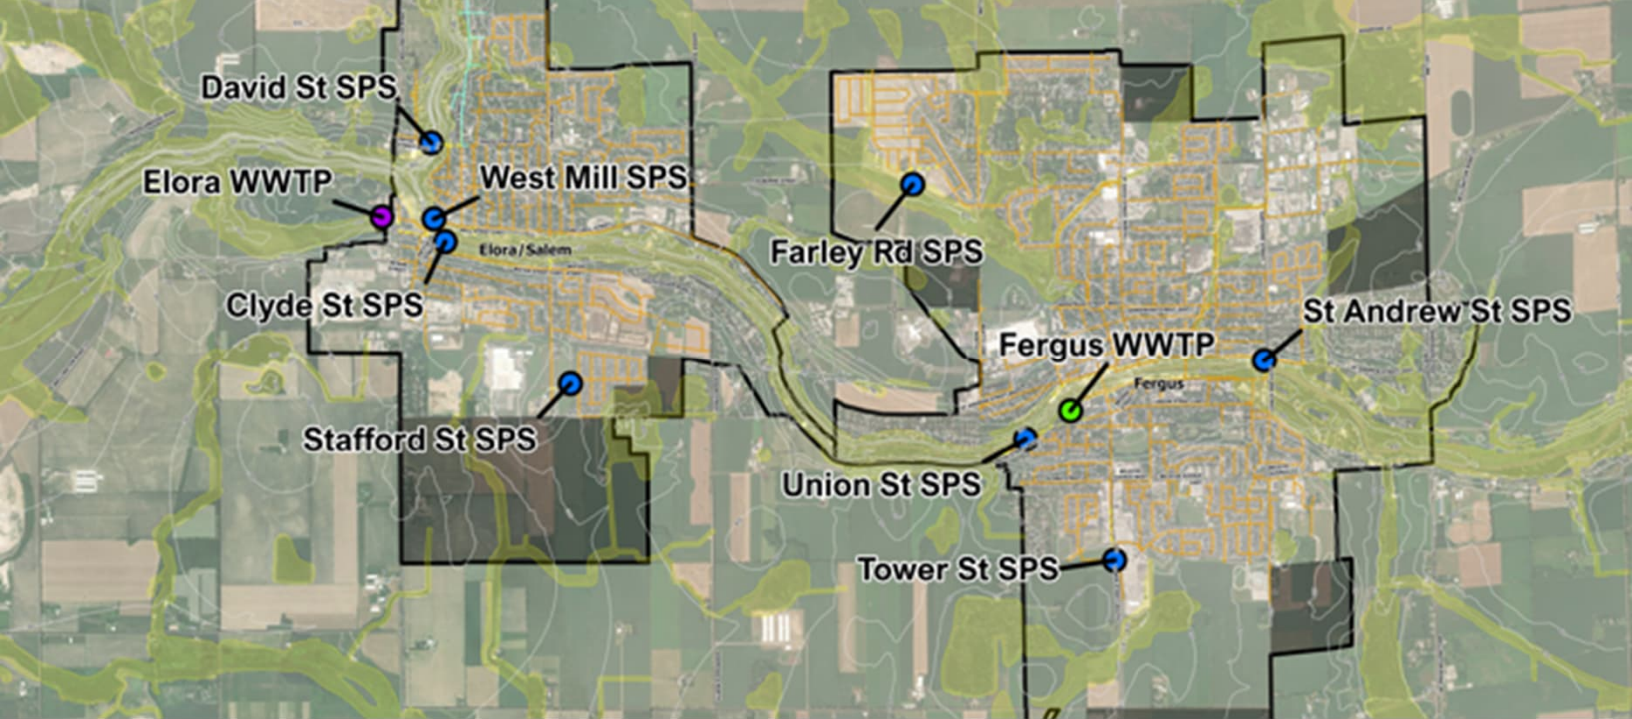 David St SPS
Elora WWTP
West Mill SPS
Elora/Salem
Clyde St SPS
Farley Rd SPS
St Andrew St SPS
Fergus WWTP
Fergus
Stafford St SPS
Union St SPS
Tower St SPS